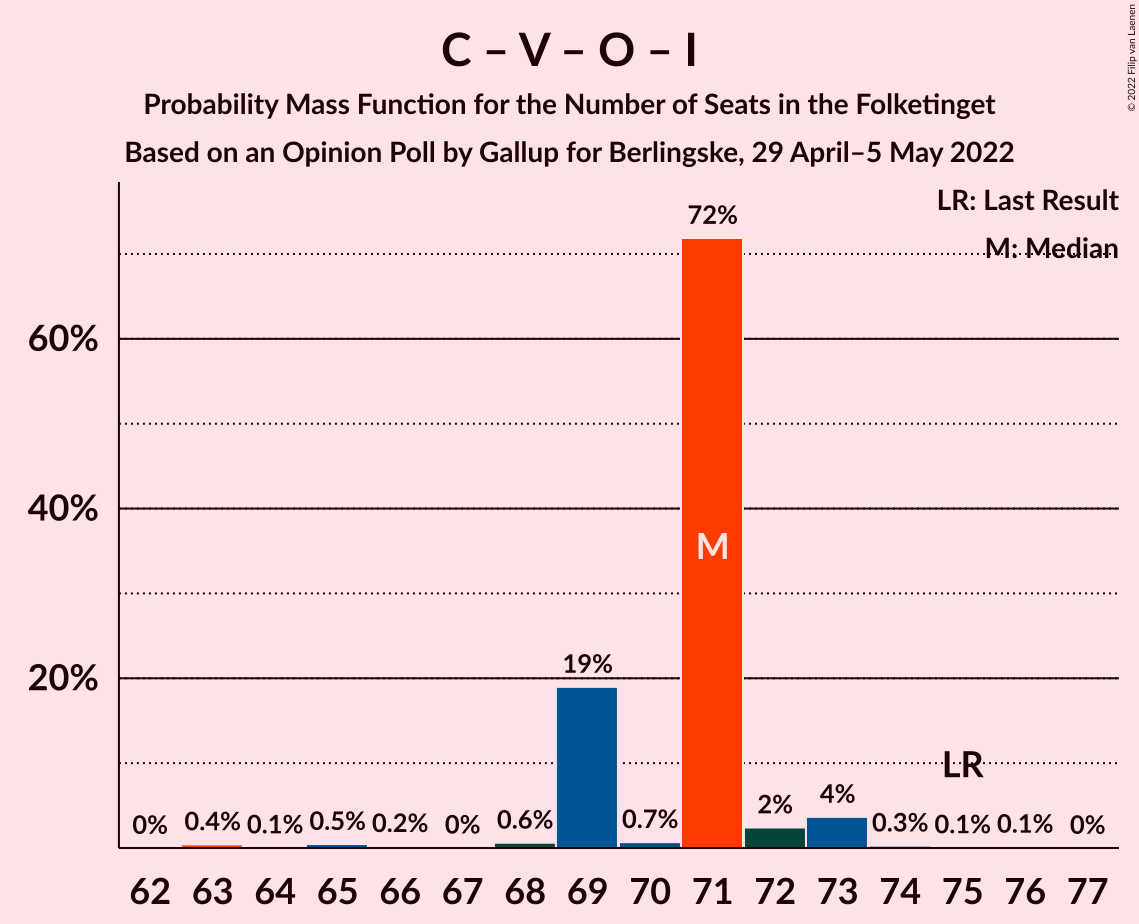 C – V – O – I
Probability Mass Function for the Number of Seats in the Folketinget
Based on an Opinion Poll by Gallup for Berlingske, 29 April–5 May 2022
© 2022 Filip van Laenen
LR: Last Result
M: Median
72%
60%
40%
M
19%
20%
LR
0%
0.4%
0.1%
0.5%
0.2%
0%
0.6%
0.7%
2%
4%
0.3%
0.1%
0.1%
0%
62 63 64 65 66 67 68 69 70 71 72 73 74 75 76 77